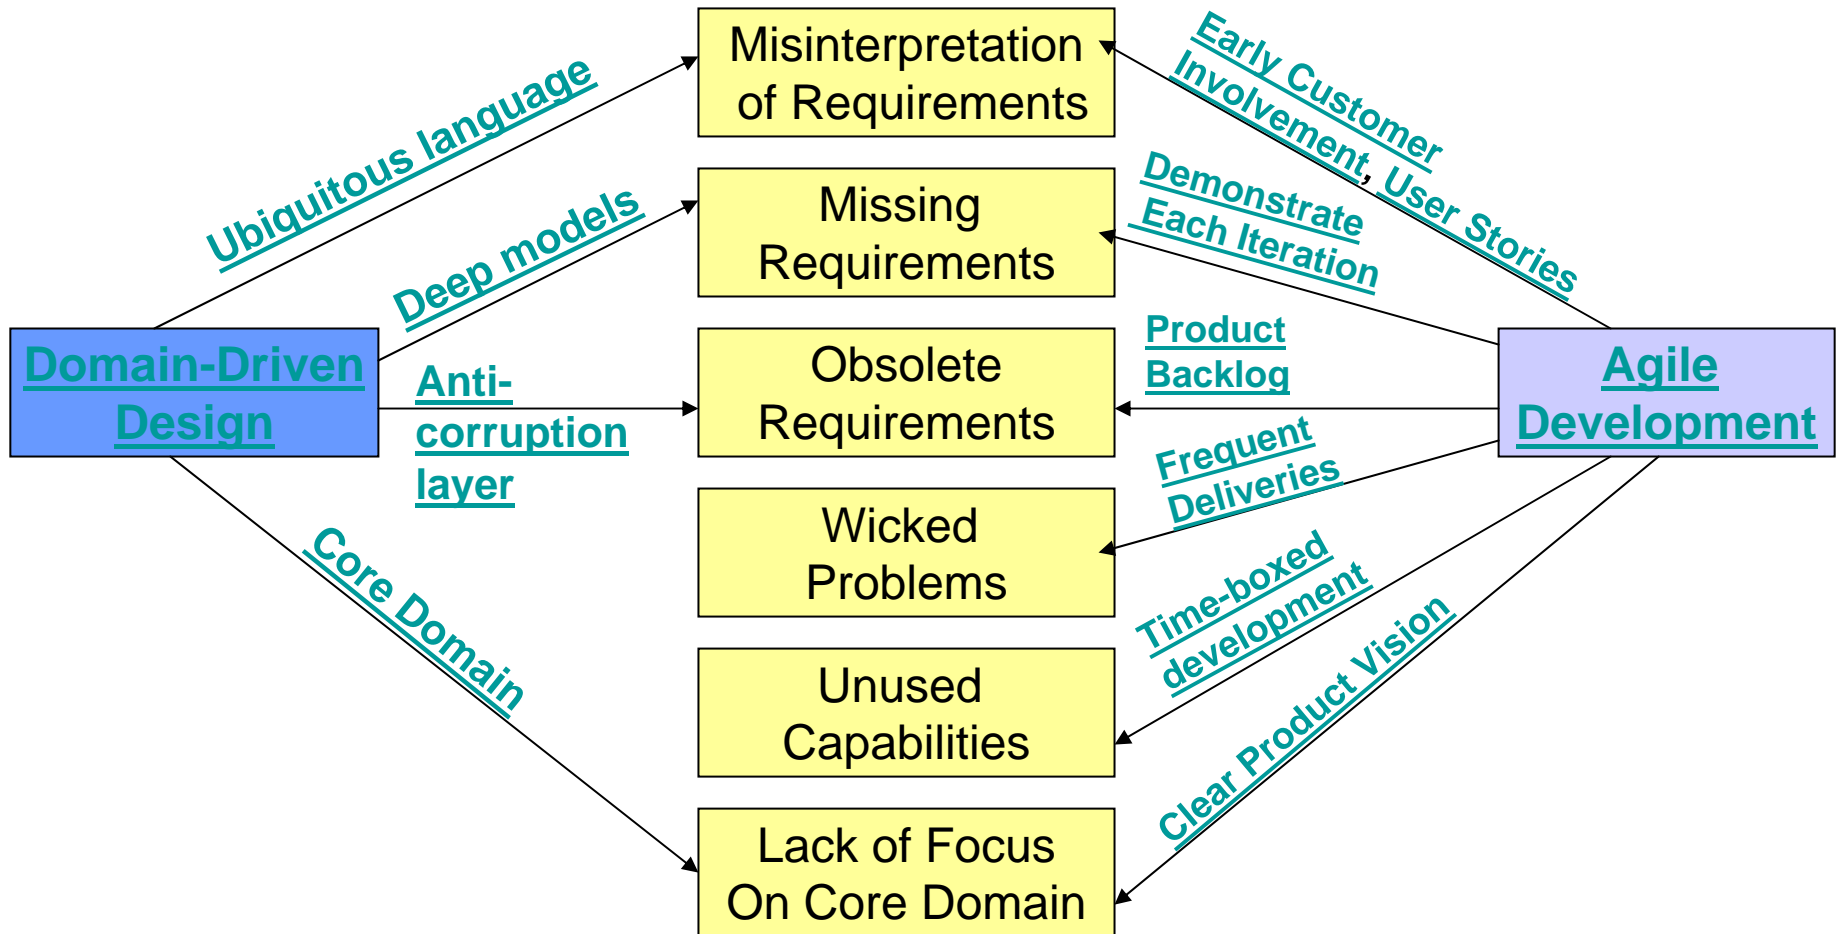 Misinterpretation
of Requirements
Missing
Requirements
Obsolete
Requirements
Wicked
Problems
Unused
Capabilities
Lack of Focus
On Core Domain
Domain-Driven
Design
Ubiquitous language
Deep models
Anti-
corruption
layer
Core Domain
Agile
Development
Early Customer
Involvement, User Stories
Demonstrate
Each Iteration
Product
Backlog
Frequent
Deliveries
Time-boxed
development
Clear Product Vision